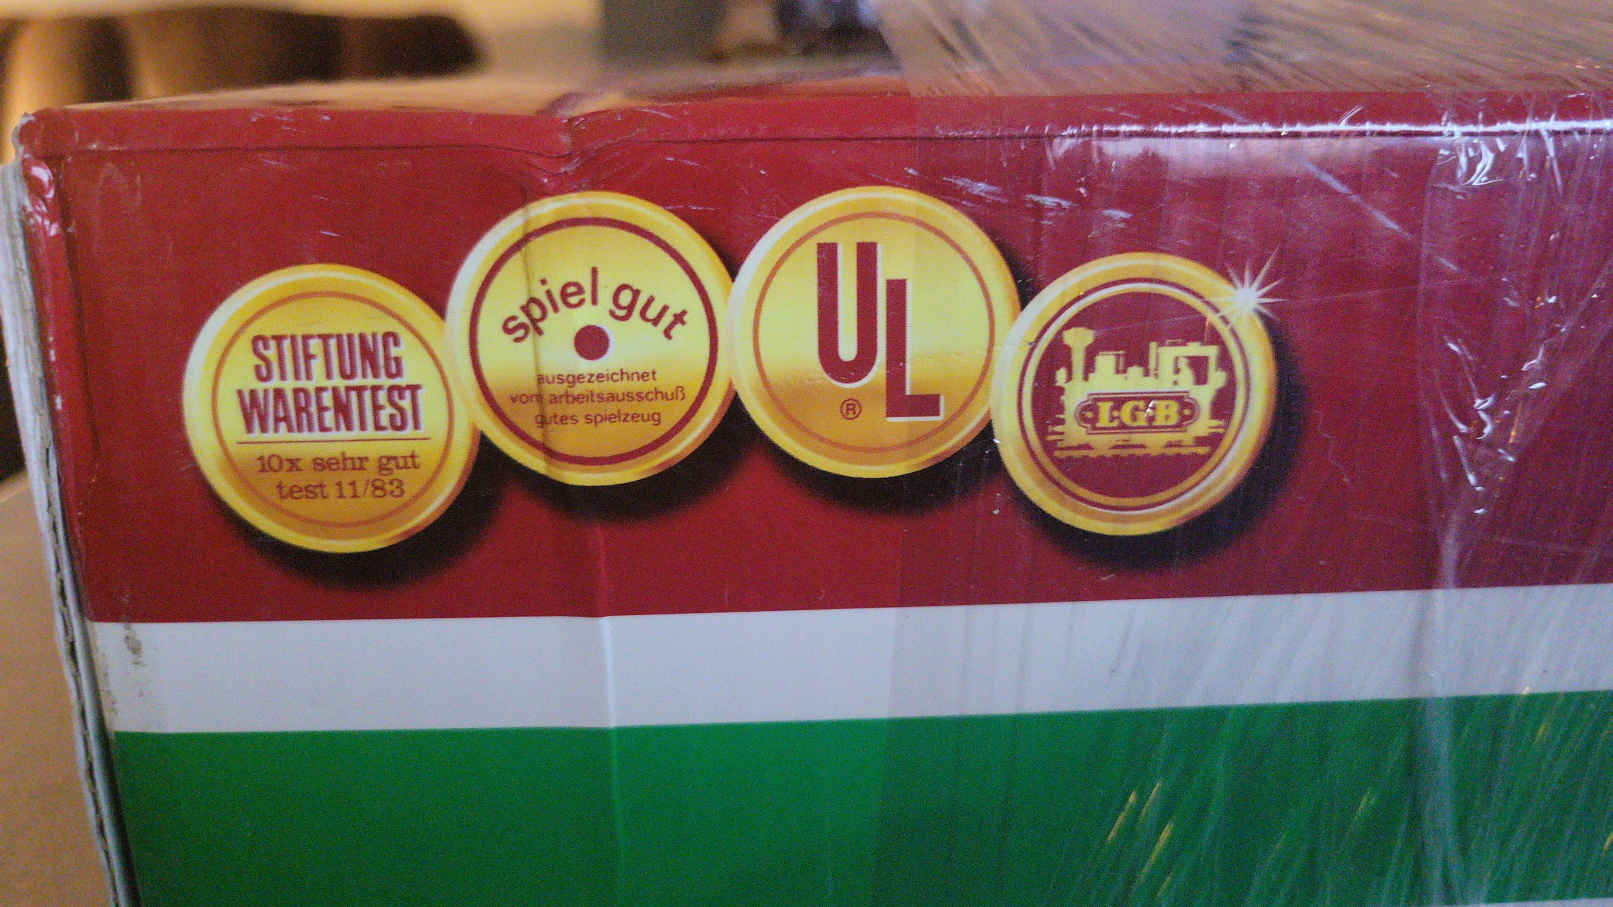 STIFTUNG
WARENTEST
10x sehr gut
test 11/83
spiel gut
ausgezeichnet
vom arbeitsausschuß
gutes spielzeug
UL
®
LGB